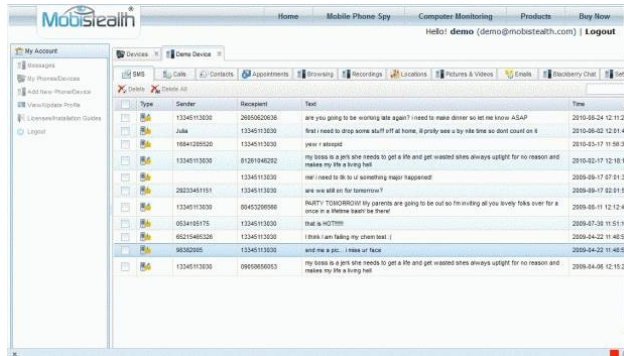 Mobistealth
Home Mobile Phone Spy Computer Monitoring Products Buy Now
Hello! demo (demo@mobistealth.com) | Logout
My Account
Messages
My Phones/Devices
Add New Phone/Device
View/Update Profile
Licenses/Installation Guides
Logout
Devices Demo Device
SMS Calls Contacts Appointments Browsing Recordings Locations Pictures & Videos Emails Blackberry Chat Set
Delete Delete All
Type Sender Recepient Text Time
13345113030 26050620636 are you going to be working late again? i need to make dinner so let me know ASAP 2010-08-24 12:11:2
Julia 13345113030 first i need to drop some stuff off at home, ill prolly see u by nite time so dont count on it 2010-06-02 12:01:4
16841205520 13345113030 yew r stoopid 2010-03-17 11:58:3
13345113030 01261046202 my boss is a jerk she needs to get a life and get wasted shes always uptight for no reason and
makes my life a living hell 2010-02-17 12:18:1
13345113030 me! i need to tlk to u! something major happened! 2009-09-17 07:01:3
29233451151 13345113030 are we still on for tomorrow? 2009-09-17 02:01:5
13345113030 00453206560 PARTY TOMORROW! My parents are going to be out so I'm inviting all you lovely folks over for a
once in a lifetime bash! be there! 2009-08-11 12:12:4
0534105175 13345113030 that is HOT!!!!! 2009-07-30 11:51:1
65215465326 13345113030 I think i am failing my chem test :( 2009-04-22 11:48:5
98382005 13345113030 end me a pic... i miss ur face 2009-04-22 11:48:5
13345113030 09058656053 my boss is a jerk she needs to get a life and get wasted shes always uptight for no reason and
makes my life a living hell 2009-04-06 12:15:2